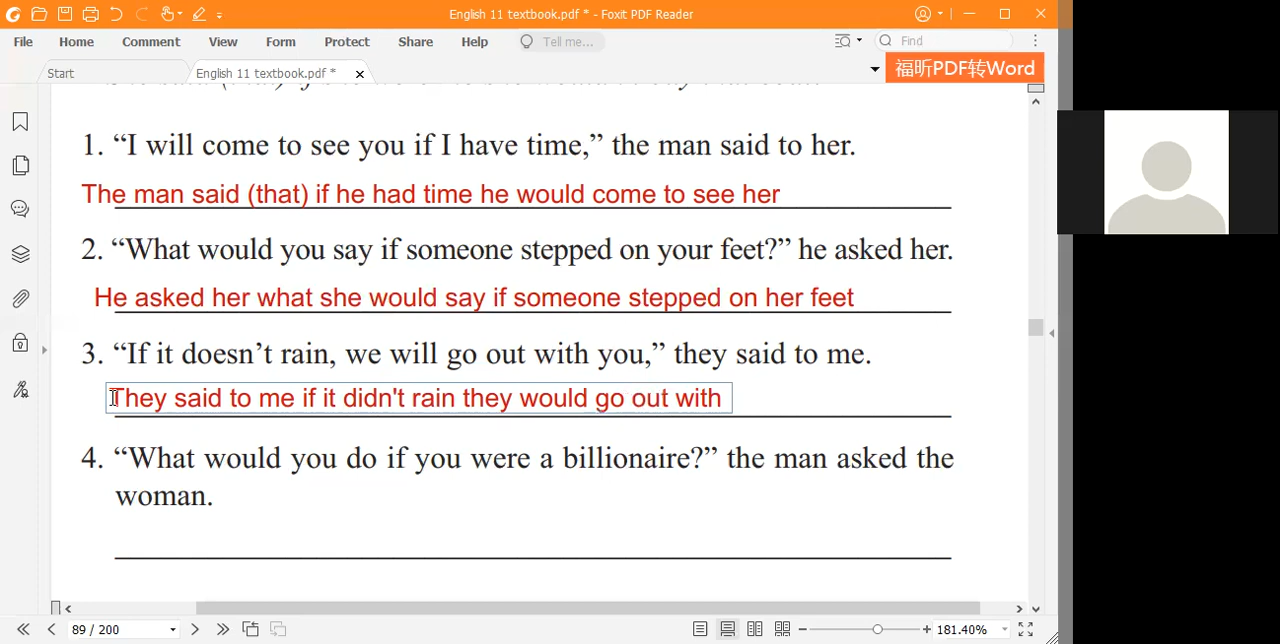 English 11 textbook.pdf * - Foxit PDF Reader
File Home Comment View Form Protect Share Help Tell me... Find
Start English 11 textbook.pdf * 福昕PDF转Word
1. “I will come to see you if I have time,” the man said to her.
The man said (that) if he had time he would come to see her
2. “What would you say if someone stepped on your feet?” he asked her.
He asked her what she would say if someone stepped on her feet
3. “If it doesn’t rain, we will go out with you,” they said to me.
They said to me if it didn't rain they would go out with
4. “What would you do if you were a billionaire?” the man asked the
woman.
89 / 200 181.40%